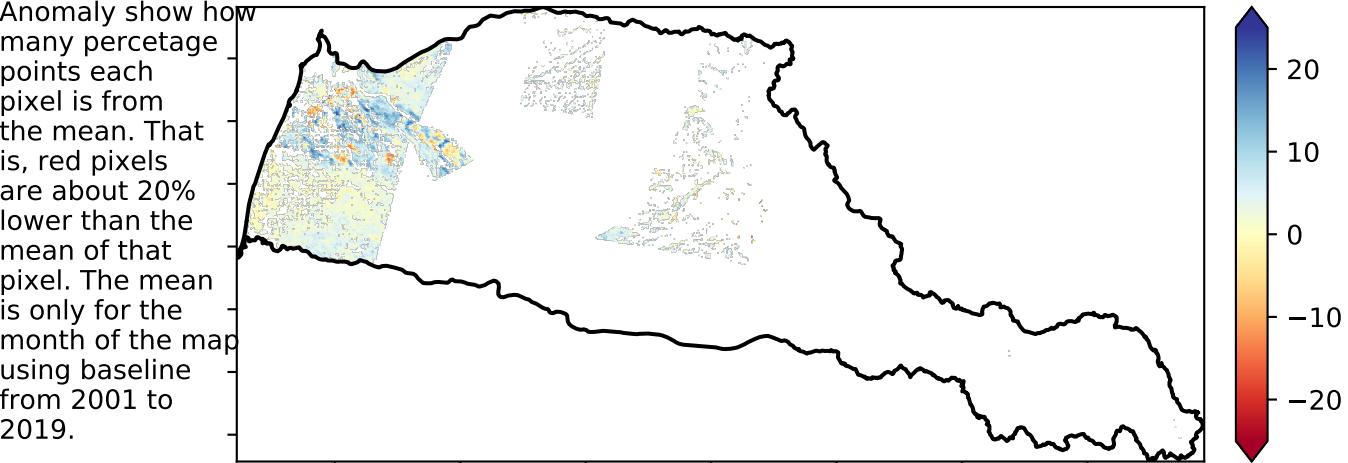 Anomaly show how
many percetage
points each
pixel is from
the mean. That
is, red pixels
are about 20%
lower than the
mean of that
pixel. The mean
is only for the
month of the map
using baseline
from 2001 to
2019.
20
10
0
−10
−20